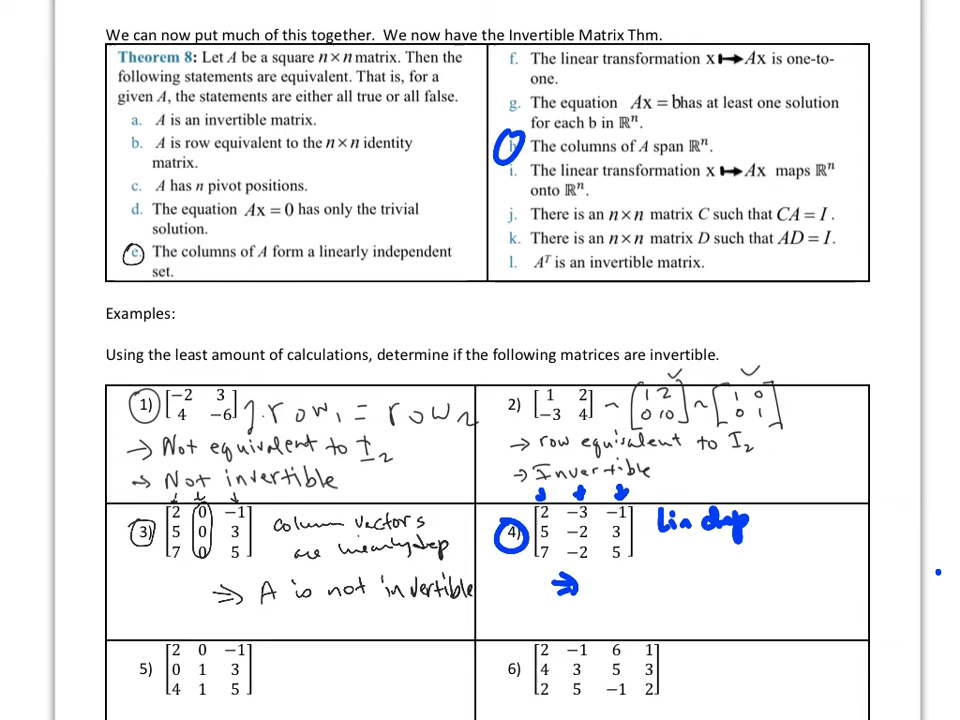 We can now put much of this together. We now have the Invertible Matrix Thm.
Theorem 8: Let A be a square n × n matrix. Then the
following statements are equivalent. That is, for a
given A, the statements are either all true or all false.
a. A is an invertible matrix.
b. A is row equivalent to the n × n identity
matrix.
c. A has n pivot positions.
d. The equation Ax = 0 has only the trivial
solution.
e. The columns of A form a linearly independent
set.
f. The linear transformation x ↦ Ax is one-to-
one.
g. The equation Ax = b has at least one solution
for each b in ℝⁿ.
h. The columns of A span ℝⁿ.
i. The linear transformation x ↦ Ax maps ℝⁿ
onto ℝⁿ.
j. There is an n × n matrix C such that CA = I.
k. There is an n × n matrix D such that AD = I.
l. Aᵀ is an invertible matrix.
Examples:
Using the least amount of calculations, determine if the following matrices are invertible.
1) [-2 3
4 -6] 2·row₁ = row₂
→ Not equivalent to I₂
→ Not invertible
2) [1 2
-3 4] ~ [1 2
0 10] ~ [1 0
0 1]
→ row equivalent to I₂
→ Invertible
3) [2 0 -1
5 0 3
7 0 5]
column vectors
are linearly dep
⇒ A is not invertible
4) [2 -3 -1
5 -2 3
7 -2 5]
Lin dep
⇒
5) [2 0 -1
0 1 3
4 1 5]
6) [2 -1 6 1
4 3 5 3
2 5 -1 2]